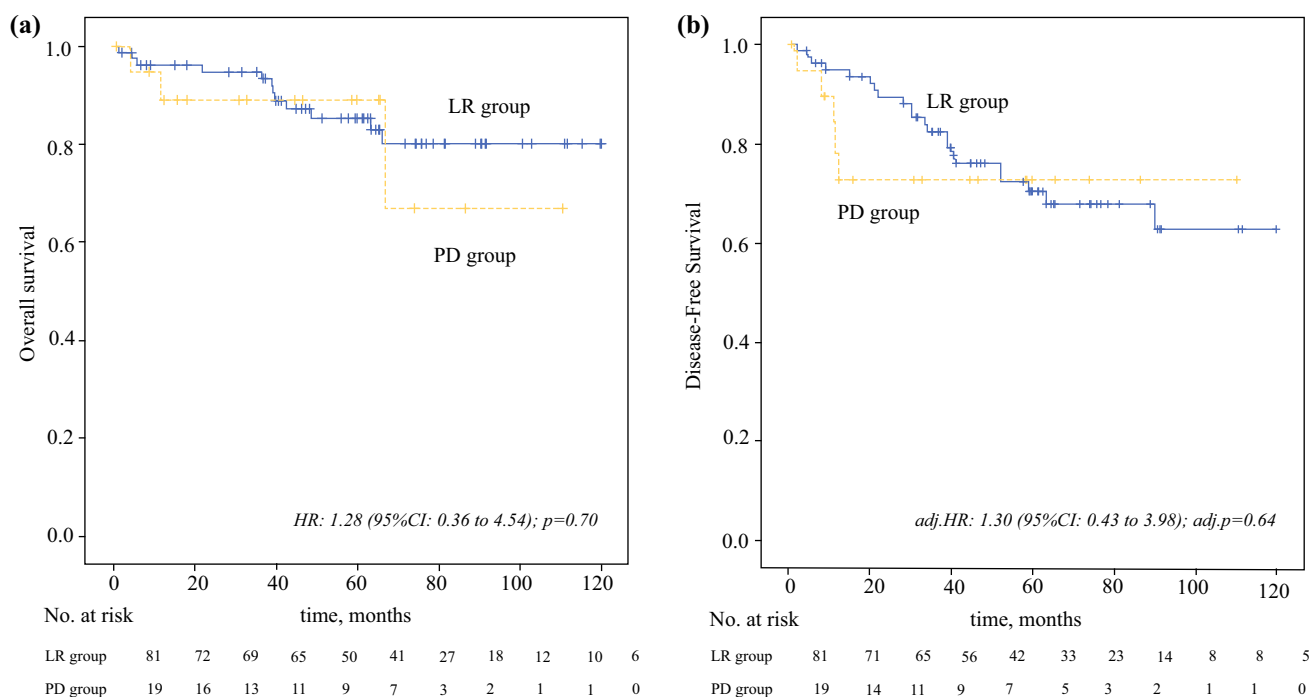 (a)
1.0
0.8
0.6
0.4
0.2
0.0
Overall survival
LR group
PD group
HR: 1.28 (95%CI: 0.36 to 4.54); p=0.70
0 20 40 60 80 100 120
No. at risk time, months
LR group 81 72 69 65 50 41 27 18 12 10 6
PD group 19 16 13 11 9 7 3 2 1 1 0
(b)
1.0
0.8
0.6
0.4
0.2
0.0
Disease-Free Survival
LR group
PD group
adj.HR: 1.30 (95%CI: 0.43 to 3.98); adj.p=0.64
0 20 40 60 80 100 120
No. at risk time, months
LR group 81 71 65 56 42 33 23 14 8 8 5
PD group 19 14 11 9 7 5 3 2 1 1 0